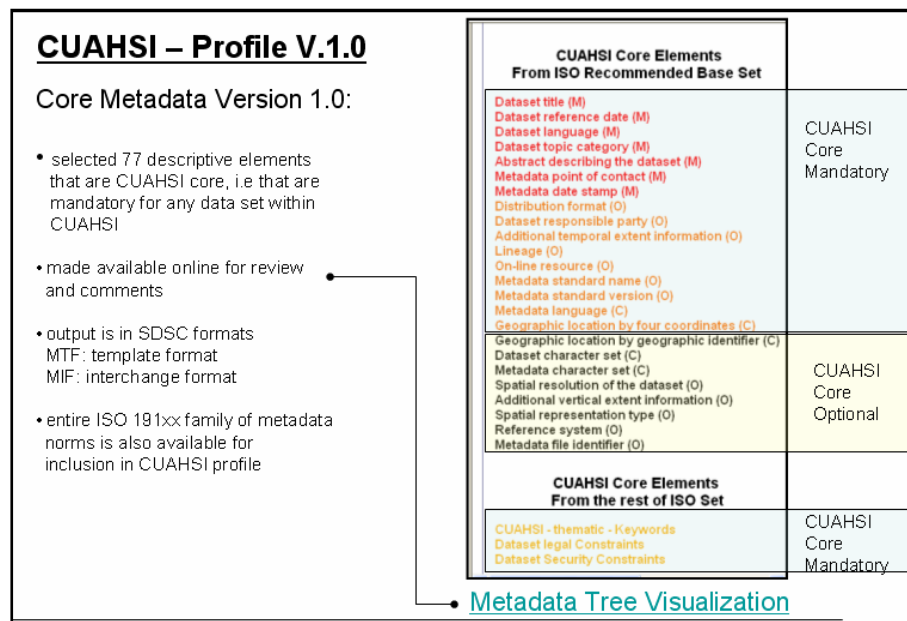 CUAHSI – Profile V.1.0
Core Metadata Version 1.0:
• selected 77 descriptive elements
that are CUAHSI core, i.e that are
mandatory for any data set within
CUAHSI
• made available online for review
and comments
• output is in SDSC formats
MTF: template format
MIF: interchange format
• entire ISO 191xx family of metadata
norms is also available for
inclusion in CUAHSI profile
CUAHSI Core Elements
From ISO Recommended Base Set
Dataset title (M)
Dataset reference date (M)
Dataset language (M)
Dataset topic category (M)
Abstract describing the dataset (M)
Metadata point of contact (M)
Metadata date stamp (M)
Distribution format (O)
Dataset responsible party (O)
Additional temporal extent information (O)
Lineage (O)
On-line resource (O)
Metadata standard name (O)
Metadata standard version (O)
Metadata language (C)
Geographic location by four coordinates (C)
CUAHSI
Core
Mandatory
Geographic location by geographic identifier (C)
Dataset character set (C)
Metadata character set (C)
Spatial resolution of the dataset (O)
Additional vertical extent information (O)
Spatial representation type (O)
Reference system (O)
Metadata file identifier (O)
CUAHSI
Core
Optional
CUAHSI Core Elements
From the rest of ISO Set
CUAHSI - thematic - Keywords
Dataset legal Constraints
Dataset Security Constraints
CUAHSI
Core
Mandatory
Metadata Tree Visualization